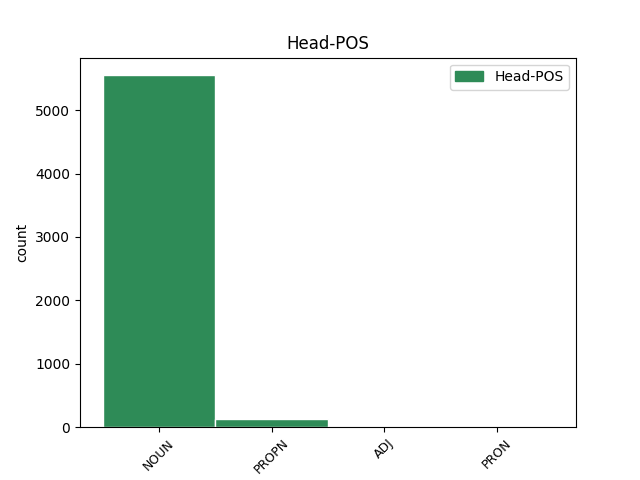 Head-POS
Head-POS
count
5000
4000
3000
2000
1000
0
NOUN
PROPN
ADJ
PRON